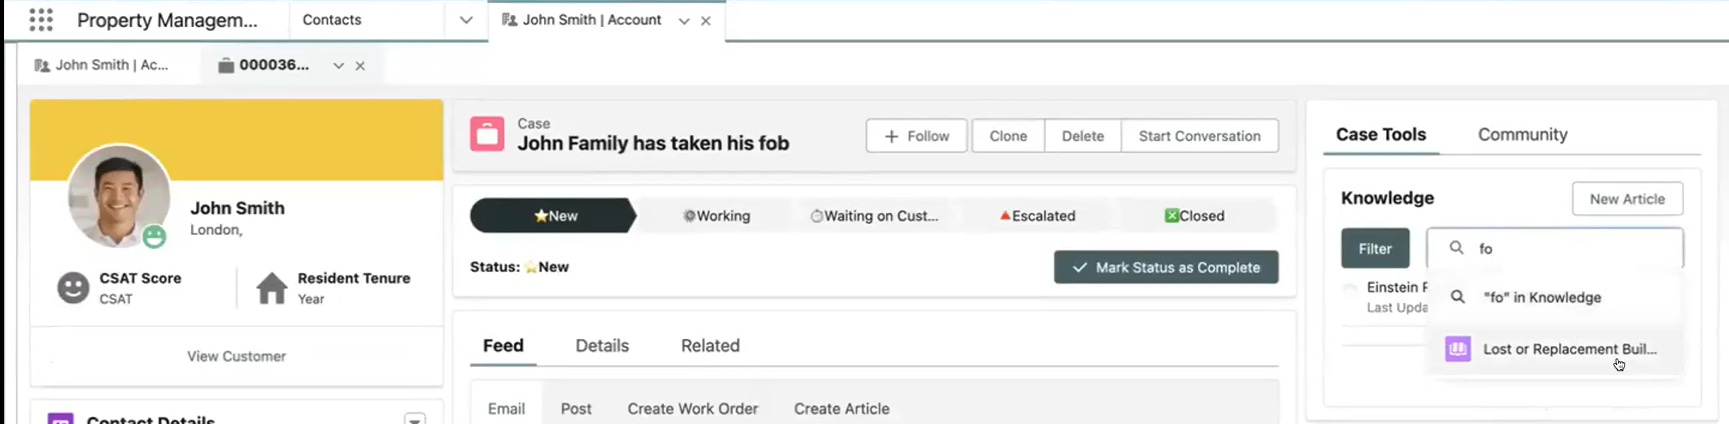 Property Managem...
Contacts
John Smith | Account
John Smith | Ac...
000036...
John Smith
London,
CSAT Score
CSAT
Resident Tenure
Year
View Customer
Contact Details
Case
John Family has taken his fob
+ Follow
Clone
Delete
Start Conversation
New
Working
Waiting on Cust...
Escalated
Closed
Status: New
Mark Status as Complete
Feed
Details
Related
Email
Post
Create Work Order
Create Article
Case Tools
Community
Knowledge
New Article
Filter
fo
"fo" in Knowledge
Einstein
Last Upda
Lost or Replacement Buil...